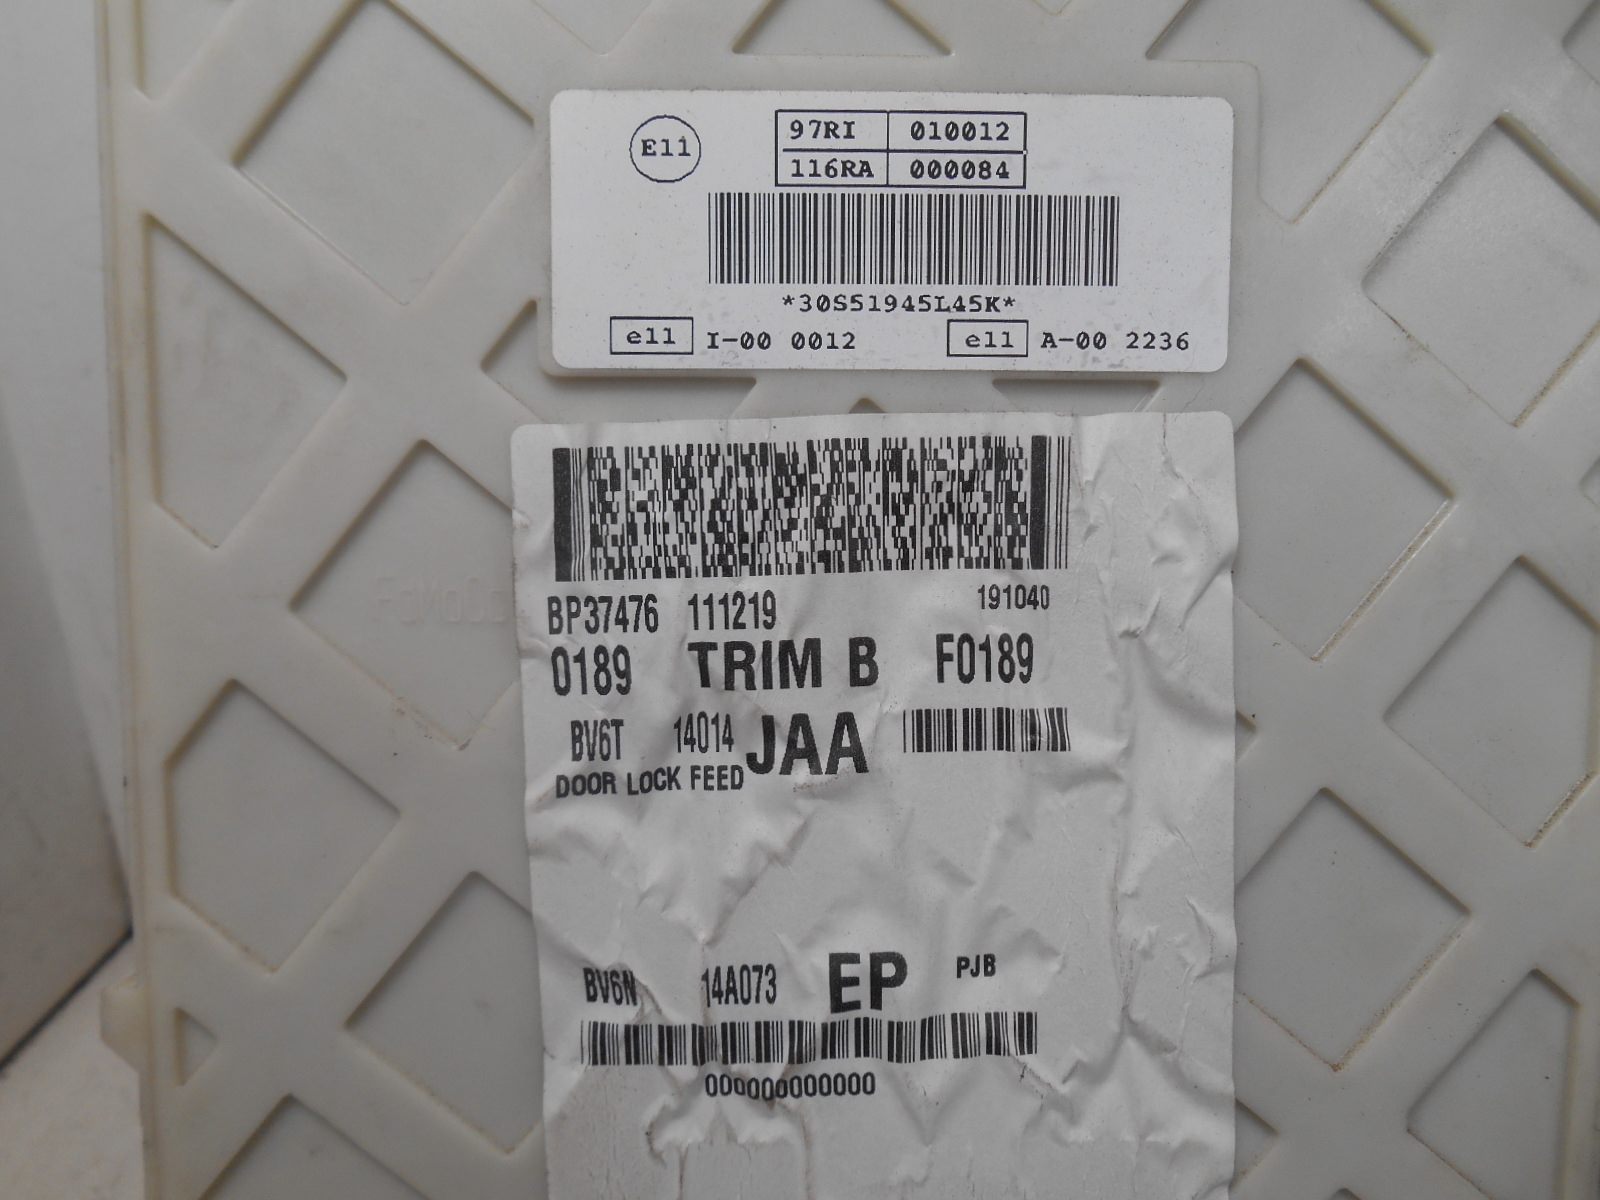 E11
97RI 010012
116RA 000084
*30S51945L45K*
e11 I-00 0012 e11 A-00 2236
BP37476 111219 191040
0189 TRIM B F0189
BV6T 14014 JAA
DOOR LOCK FEED
BV6N 14A073 EP PJB
000000000000